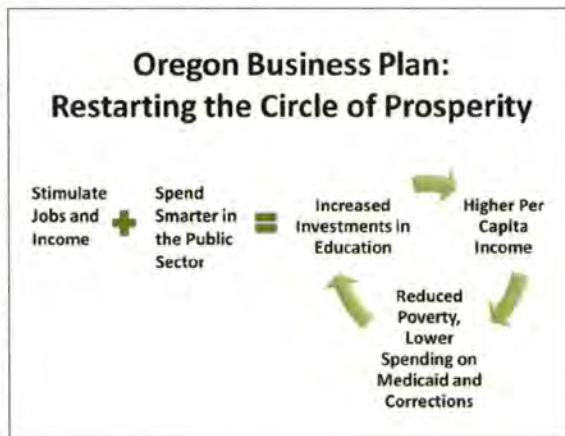 Oregon Business Plan:
Restarting the Circle of Prosperity
Stimulate
Jobs and
Income
+
Spend
Smarter in
the Public
Sector
=
Increased
Investments in
Education
Higher Per
Capita
Income
Reduced
Poverty,
Lower
Spending on
Medicaid and
Corrections